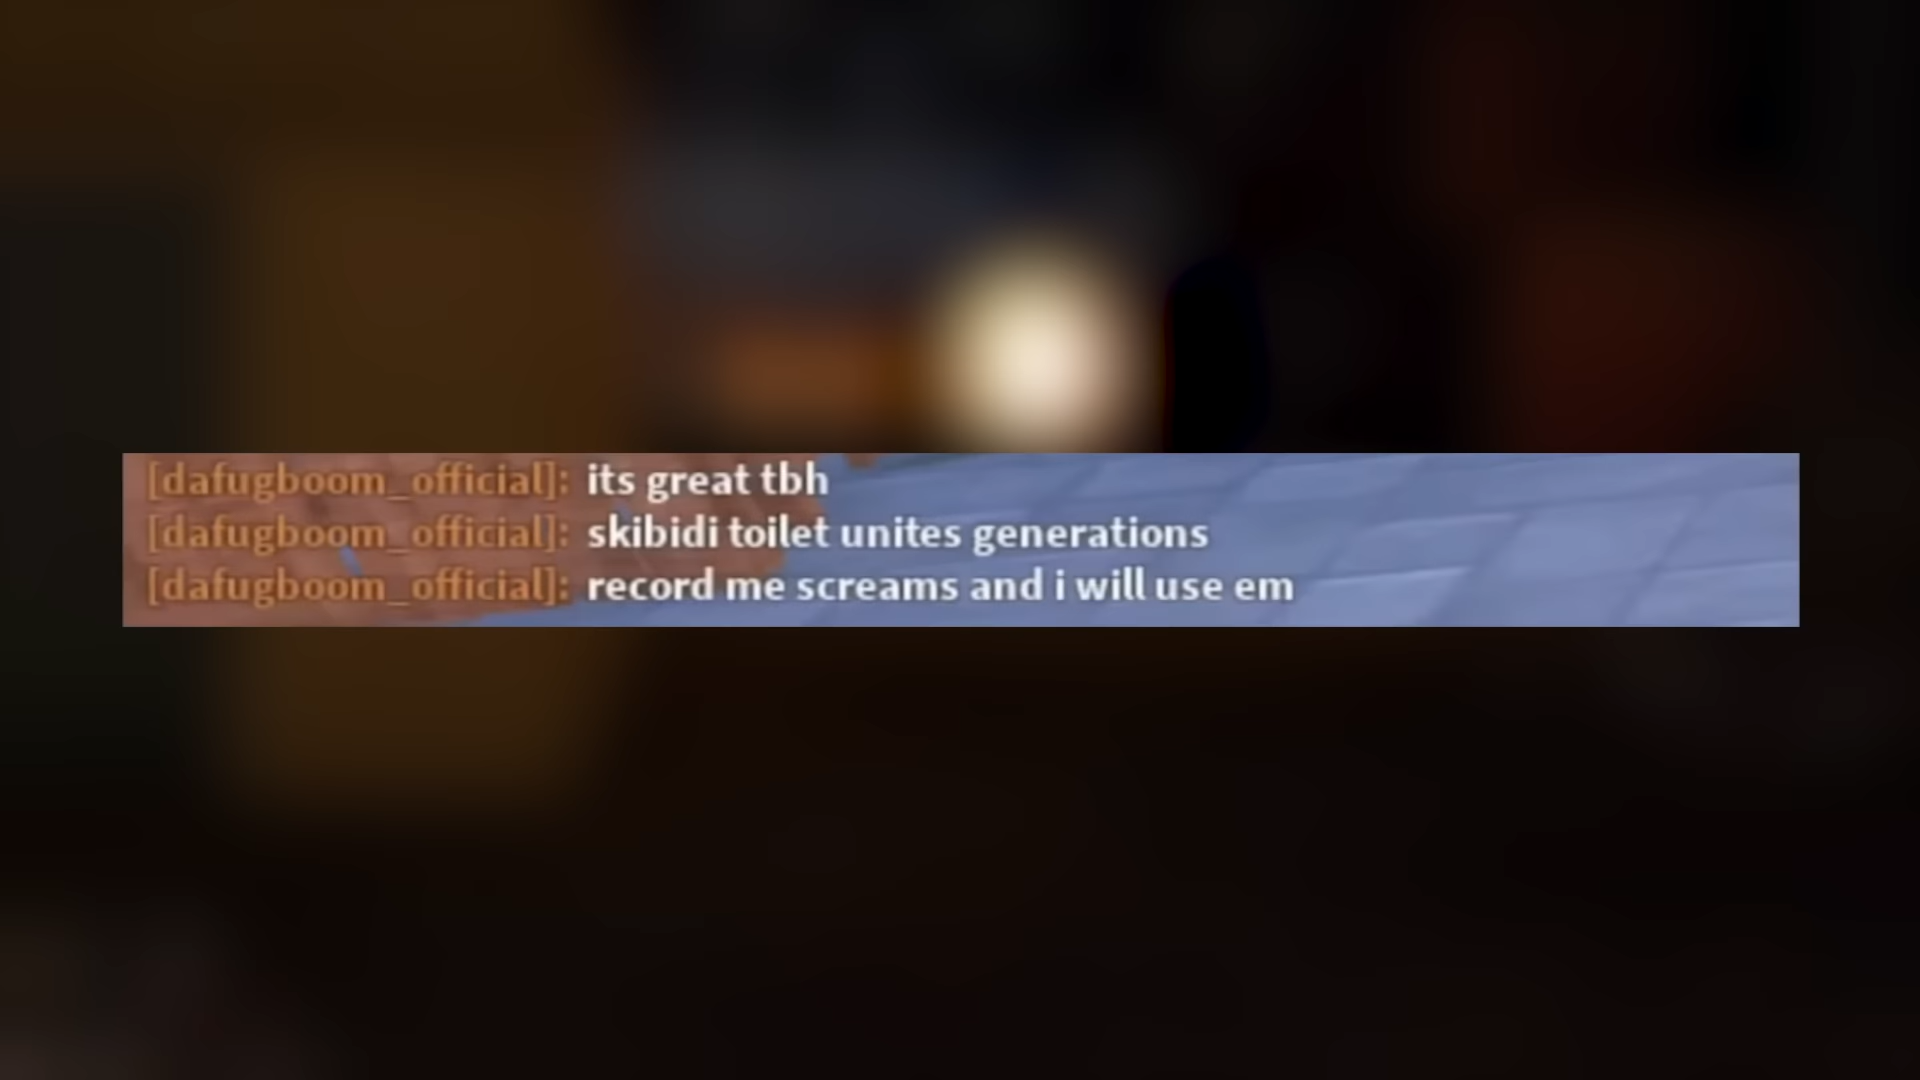 [dafugboom_official]: its great tbh
[dafugboom_official]: skibidi toilet unites generations
[dafugboom_official]: record me screams and i will use em